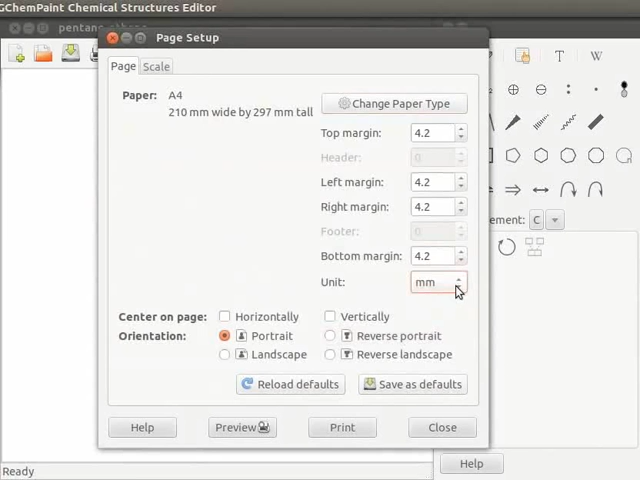 GChemPaint Chemical Structures Editor
Page Setup
Page
Scale
Paper: A4
210 mm wide by 297 mm tall
Change Paper Type
Top margin: 4.2
Header: 0
Left margin: 4.2
Right margin: 4.2
Footer: 0
Bottom margin: 4.2
Unit: mm
Center on page: Horizontally Vertically
Orientation: Portrait Reverse portrait
Landscape Reverse landscape
Reload defaults
Save as defaults
Help
Preview
Print
Close
T
W
C
Ready
Help